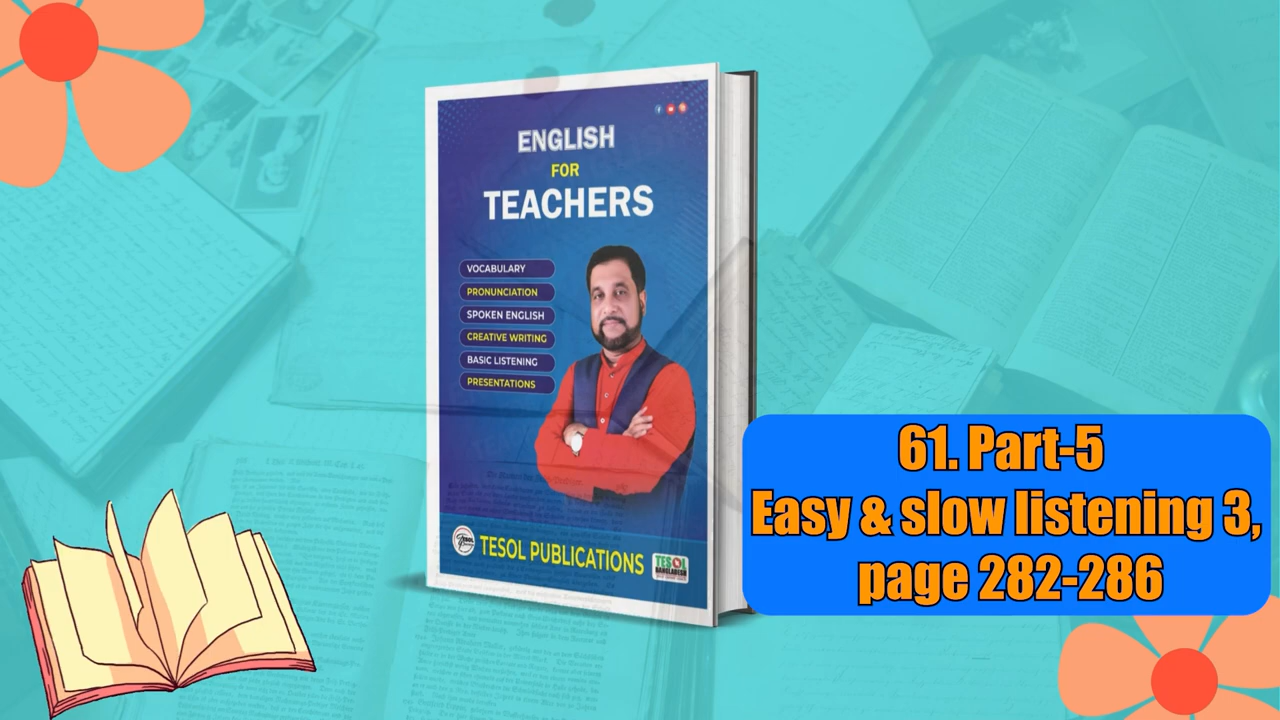 ENGLISH
FOR
TEACHERS
VOCABULARY
PRONUNCIATION
SPOKEN ENGLISH
CREATIVE WRITING
BASIC LISTENING
PRESENTATIONS
TESOL PUBLICATIONS
TESOL
BANGLADESH
61. Part-5
Easy & slow listening 3,
page 282-286